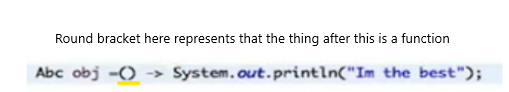 Round bracket here represents that the thing after this is a function
Abc obj =() -> System.out.println("Im the best");